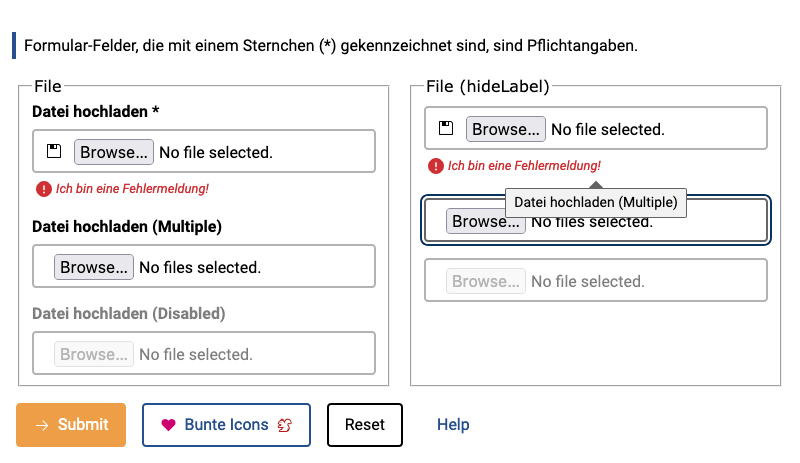 Formular-Felder, die mit einem Sternchen (*) gekennzeichnet sind, sind Pflichtangaben.
File
Datei hochladen *
Browse... No file selected.
Ich bin eine Fehlermeldung!
Datei hochladen (Multiple)
Browse... No files selected.
Datei hochladen (Disabled)
Browse... No file selected.
File (hideLabel)
Browse... No file selected.
Ich bin eine Fehlermeldung!
Datei hochladen (Multiple)
Browse... No files selected.
Browse... No file selected.
Submit
Bunte Icons
Reset
Help